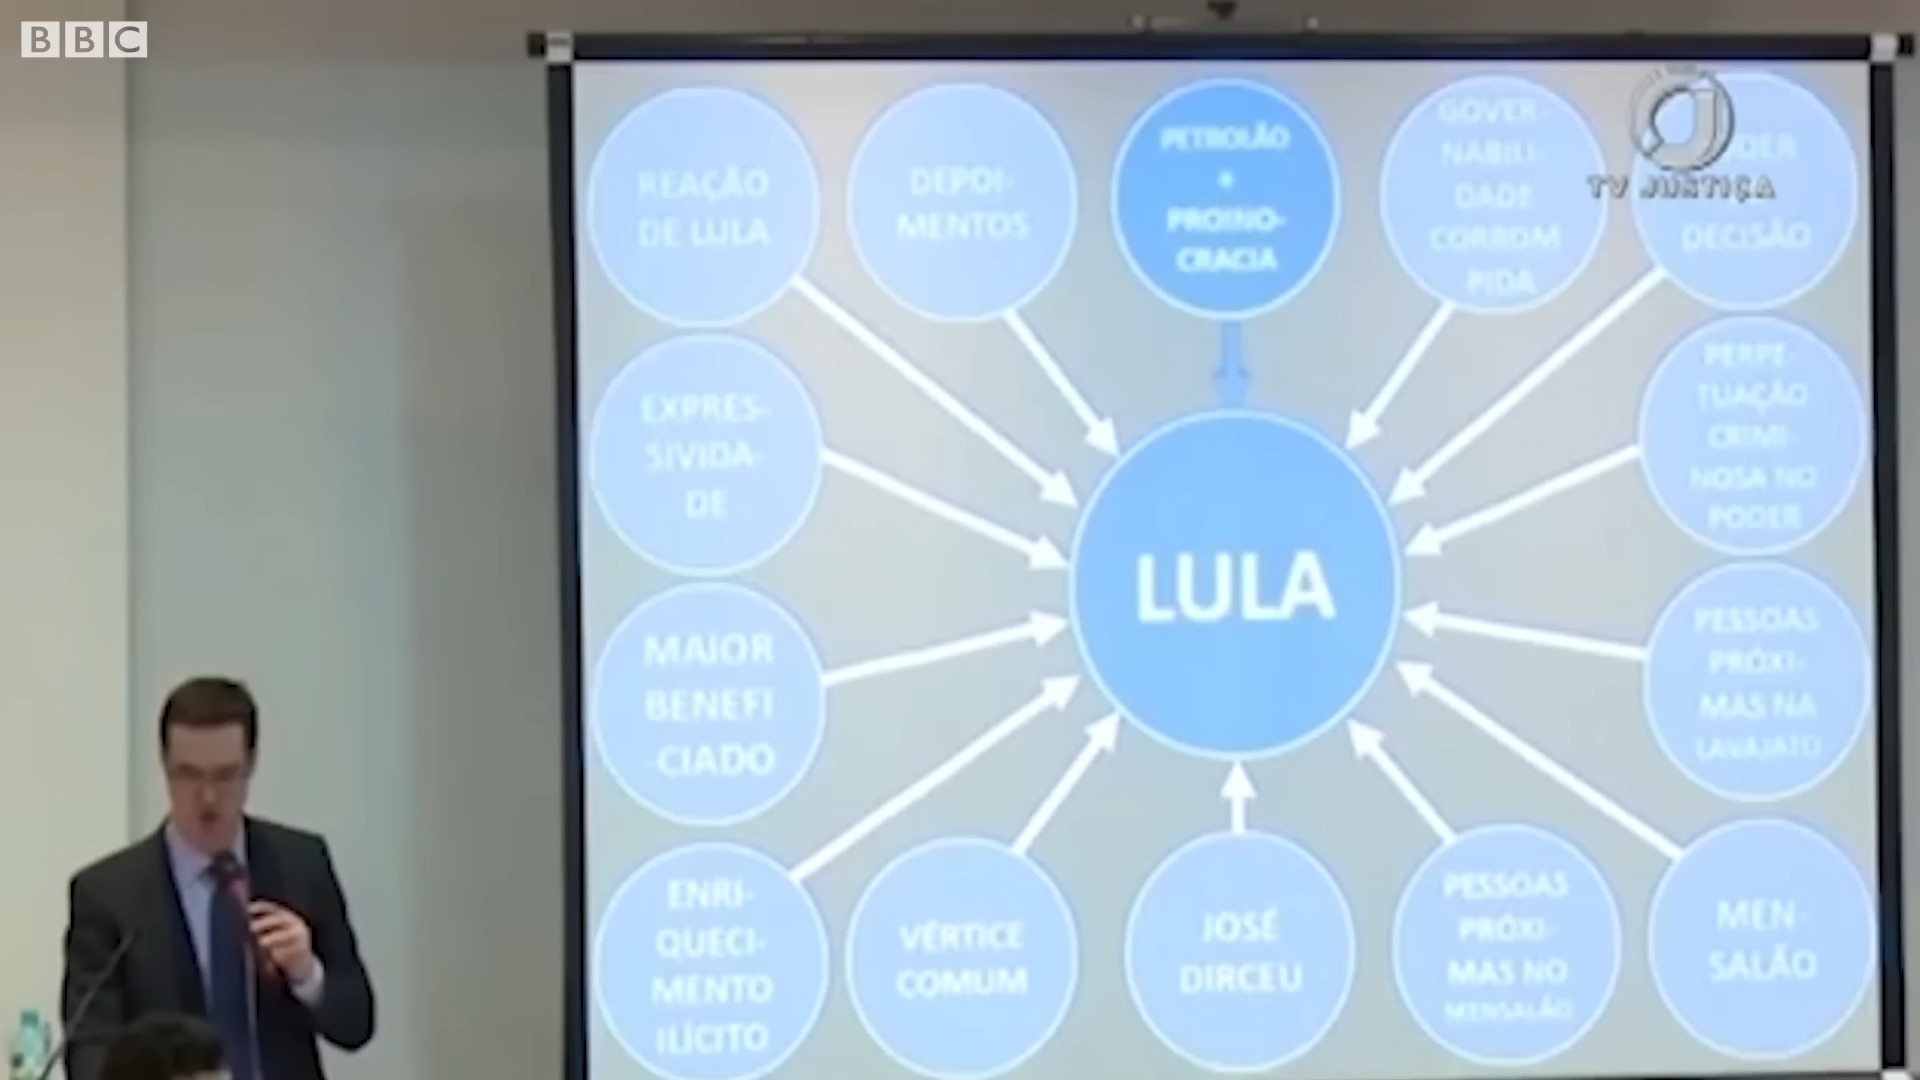 BBC
REAÇÃO
DE LULA
DEPOI-
MENTOS
PETROLÃO
+
PROINO-
CRACIA
GOVER-
NABILI-
DADE
CORROM
PIDA
TV JUSTIÇA
DECISÃO
EXPRES-
SIVIDA-
DE
PERPE-
TUAÇÃO
CRIMI-
NOSA NO
PODER
LULA
MAIOR
BENEFI
-CIADO
PESSOAS
PRÓXI-
MAS NA
LAVAJATO
ENRI-
QUECI-
MENTO
ILÍCITO
VÉRTICE
COMUM
JOSÉ
DIRCEU
PESSOAS
PRÓXI-
MAS NO
MENSALÃO
MEN-
SALÃO